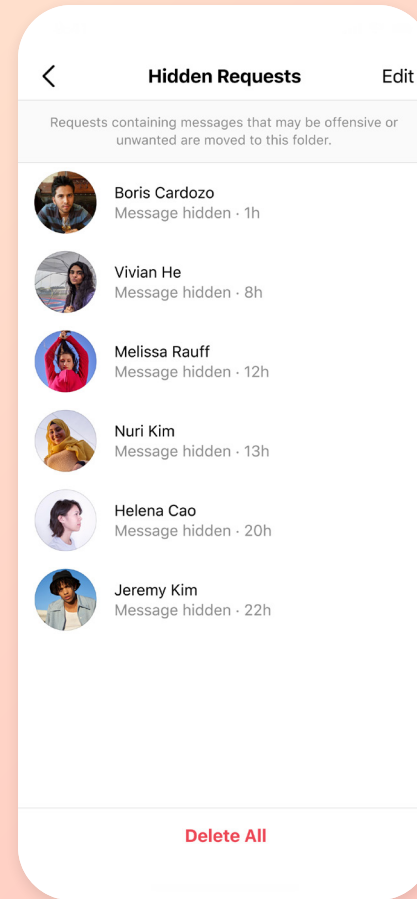 Hidden Requests
Edit
Requests containing messages that may be offensive or
unwanted are moved to this folder.
Boris Cardozo
Message hidden · 1h
Vivian He
Message hidden · 8h
Melissa Rauff
Message hidden · 12h
Nuri Kim
Message hidden · 13h
Helena Cao
Message hidden · 20h
Jeremy Kim
Message hidden · 22h
Delete All